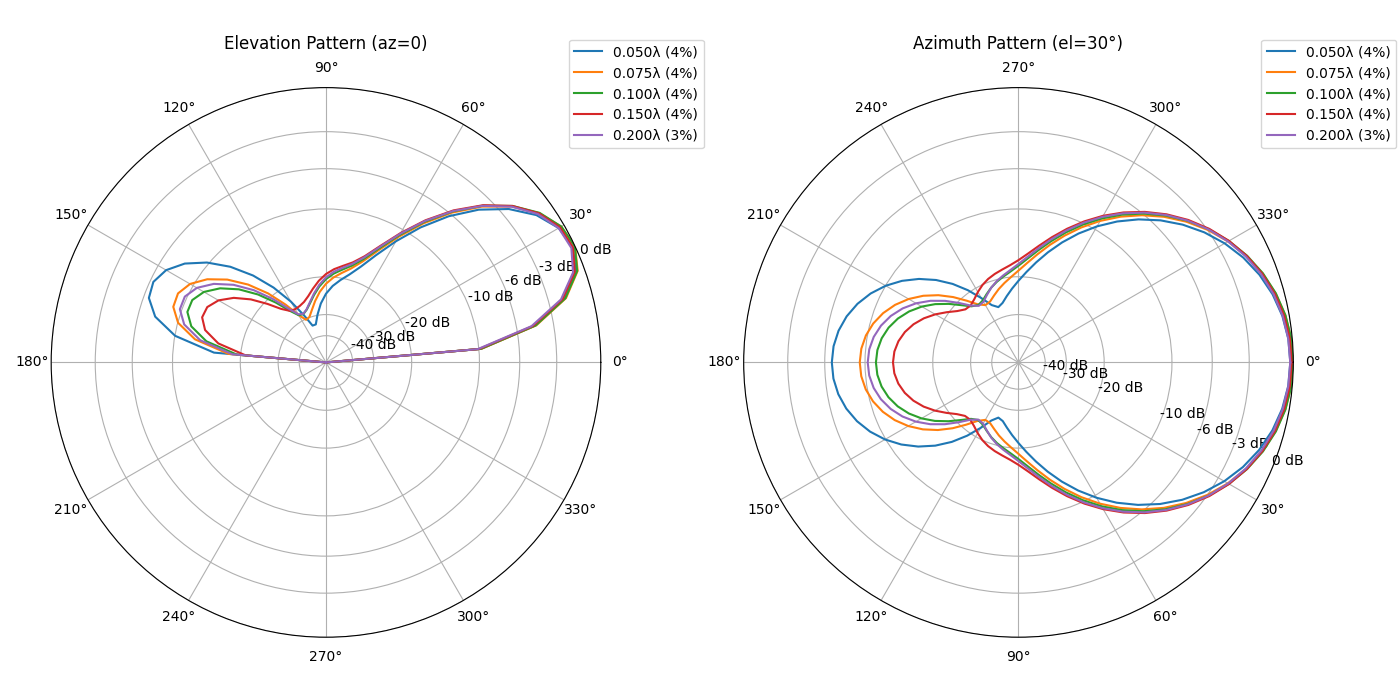 Elevation Pattern (az=0)
90°
120°
60°
150°
30°
180°
0°
210°
330°
240°
300°
270°
0 dB
-3 dB
-6 dB
-10 dB
-20 dB
-30 dB
-40 dB
0.050λ (4%)
0.075λ (4%)
0.100λ (4%)
0.150λ (4%)
0.200λ (3%)
Azimuth Pattern (el=30°)
270°
240°
300°
210°
330°
180°
0°
150°
30°
120°
60°
90°
-40 dB
-30 dB
-20 dB
-10 dB
-6 dB
-3 dB
0 dB
0.050λ (4%)
0.075λ (4%)
0.100λ (4%)
0.150λ (4%)
0.200λ (3%)